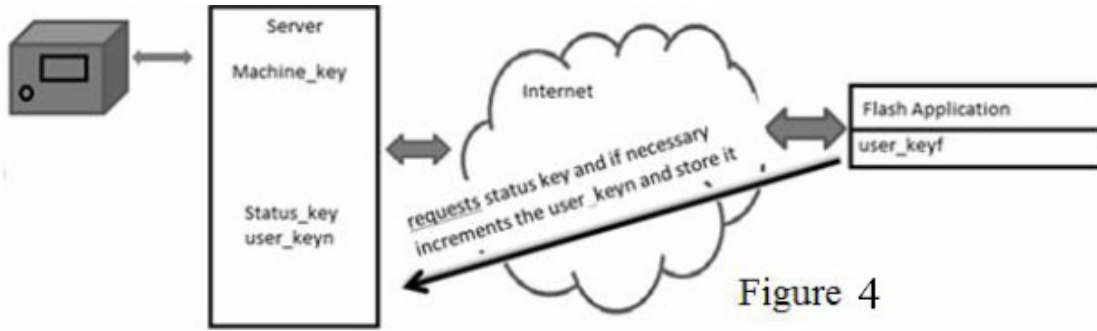 Server
Machine_key
Status_key
user_keyn
Internet
requests status key and if necessary
increments the user_keyn and store it
Flash Application
user_keyf
Figure 4